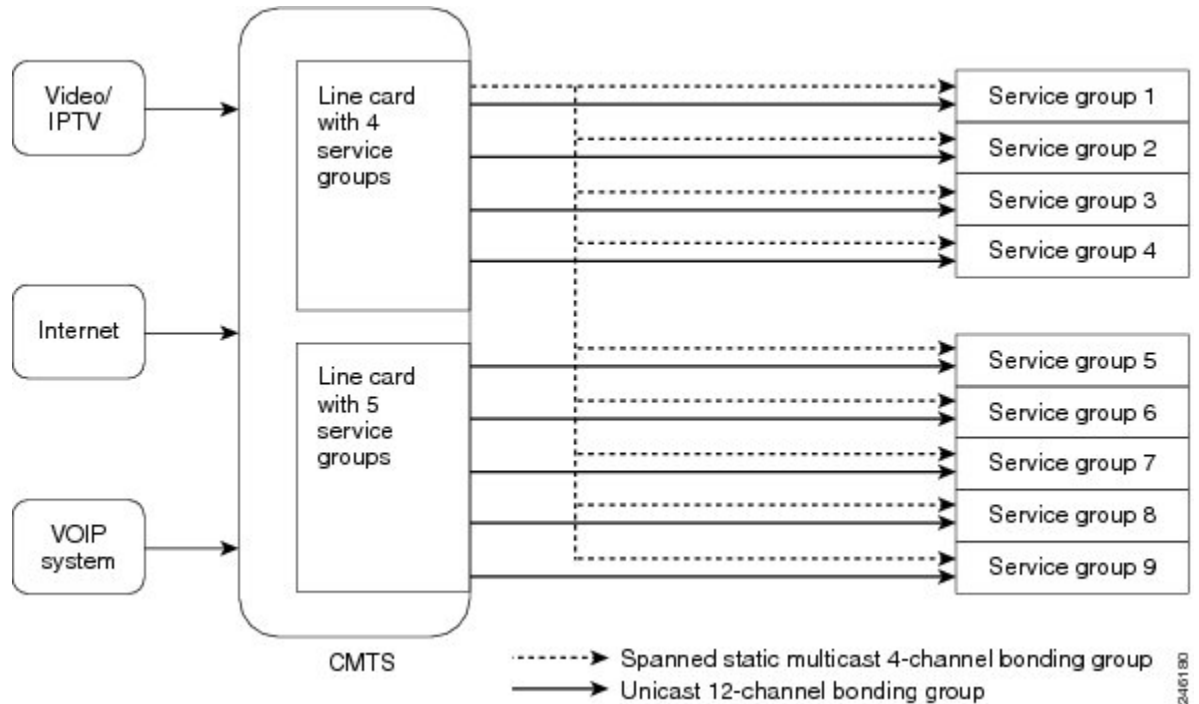 Video/
IPTV
Internet
VOIP
system
Line card
with 4
service
groups
Line card
with 5
service
groups
CMTS
Service group 1
Service group 2
Service group 3
Service group 4
Service group 5
Service group 6
Service group 7
Service group 8
Service group 9
Spanned static multicast 4-channel bonding group
Unicast 12-channel bonding group
246180